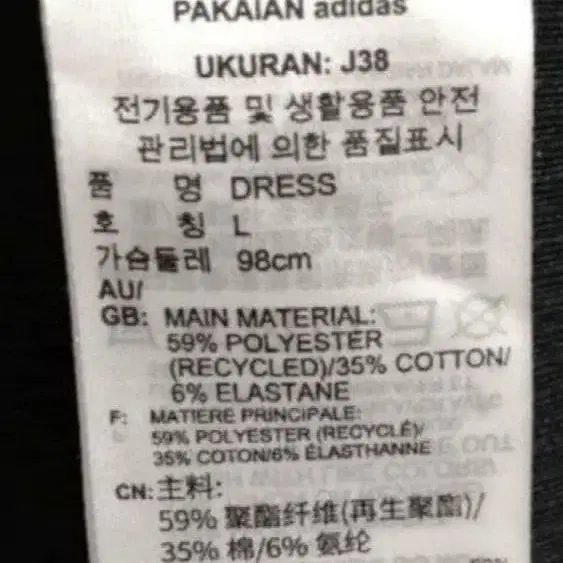 PAKAIAN adidas
UKURAN: J38
전기용품 및 생활용품 안전
관리법에 의한 품질표시
품 명 DRESS
호 칭 L
가슴둘레 98cm
AU/
GB: MAIN MATERIAL:
59% POLYESTER
(RECYCLED)/35% COTTON/
6% ELASTANE
F: MATIERE PRINCIPALE:
59% POLYESTER (RECYCLÉ)/
35% COTON/6% ÉLASTHANNE
CN: 主料:
59% 聚酯纤维(再生聚酯)/
35% 棉/6% 氨纶